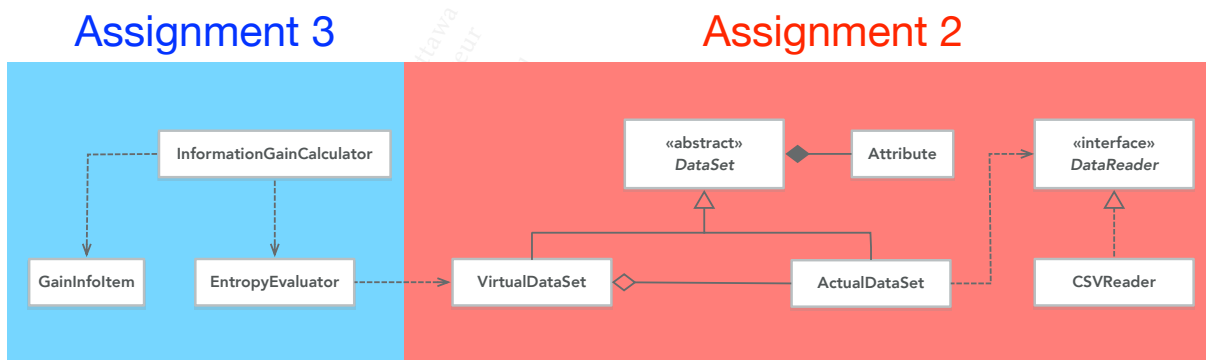 Assignment 3
Assignment 2
InformationGainCalculator
«abstract»
DataSet
Attribute
«interface»
DataReader
GainInfoItem
EntropyEvaluator
VirtualDataSet
ActualDataSet
CSVReader